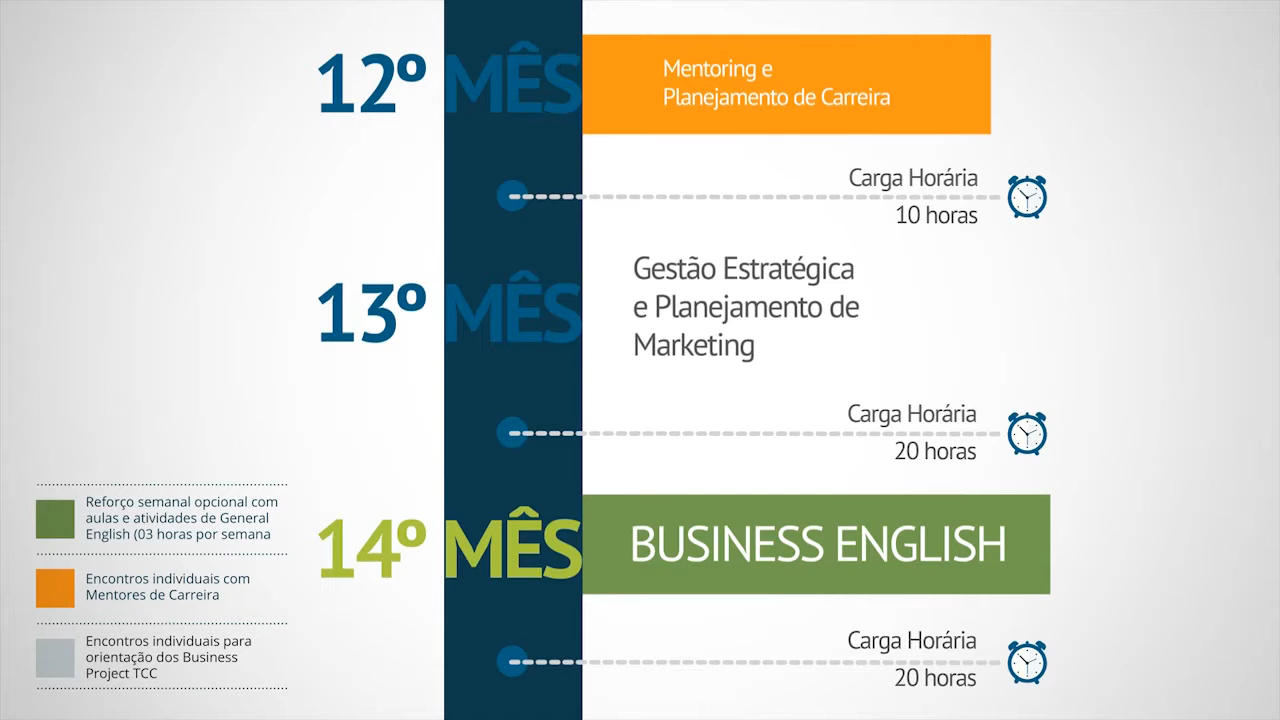 12º MÊS
Mentoring e
Planejamento de Carreira
Carga Horária
10 horas
13º MÊS
Gestão Estratégica
e Planejamento de
Marketing
Carga Horária
20 horas
14º MÊS
BUSINESS ENGLISH
Carga Horária
20 horas
Reforço semanal opcional com
aulas e atividades de General
English (03 horas por semana
Encontros individuais com
Mentores de Carreira
Encontros individuais para
orientação dos Business
Project TCC